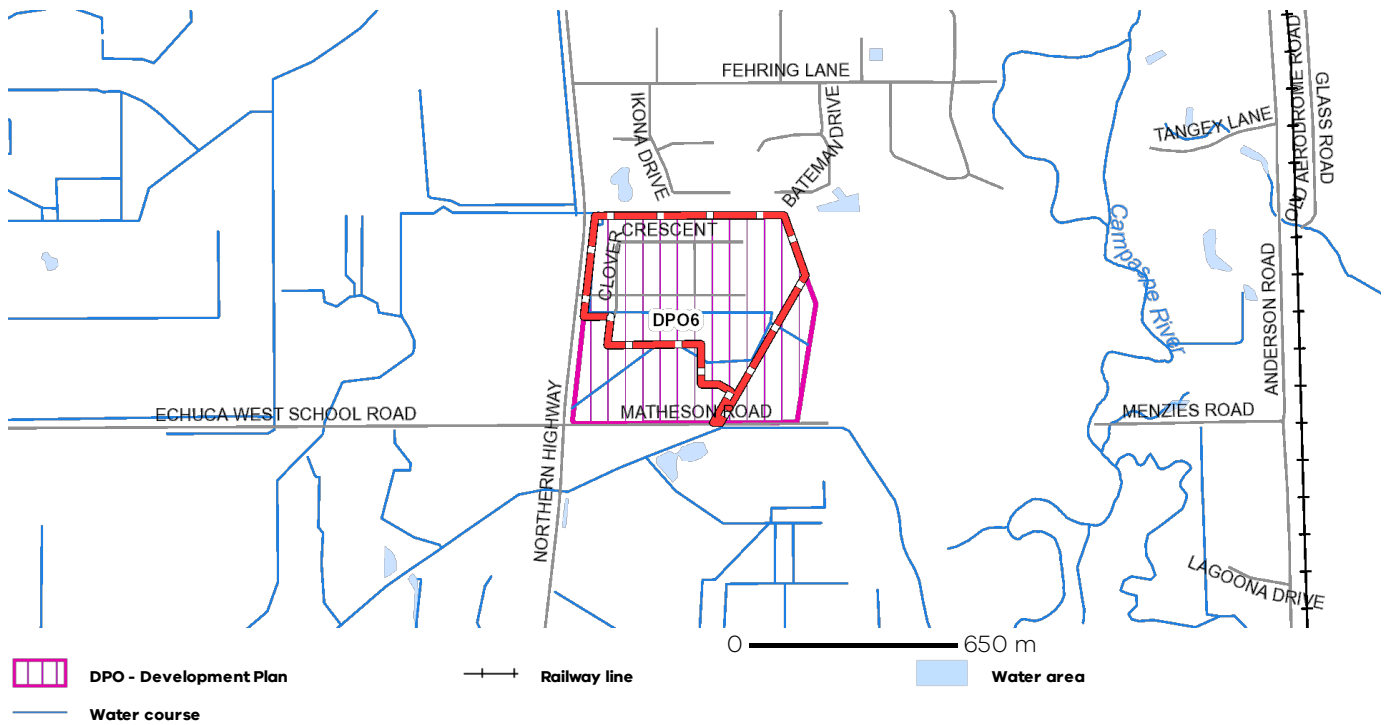 FEHRING LANE
IKONA DRIVE
BATEMAN DRIVE
TANGEY LANE
OLD AERODROME ROAD
GLASS ROAD
CRESCENT
CLOVER
Campaspe River
ANDERSON ROAD
DPO6
ECHUCA WEST SCHOOL ROAD
MATHESON ROAD
MENZIES ROAD
NORTHERN HIGHWAY
LAGOONA DRIVE
0 650 m
DPO - Development Plan
Railway line
Water area
Water course